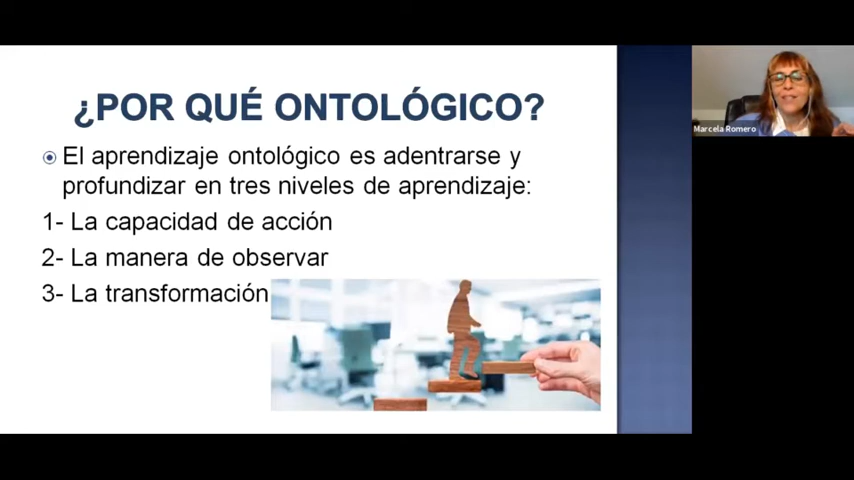 ¿POR QUÉ ONTOLÓGICO?
El aprendizaje ontológico es adentrarse y
profundizar en tres niveles de aprendizaje:
1- La capacidad de acción
2- La manera de observar
3- La transformación
Marcela Romero